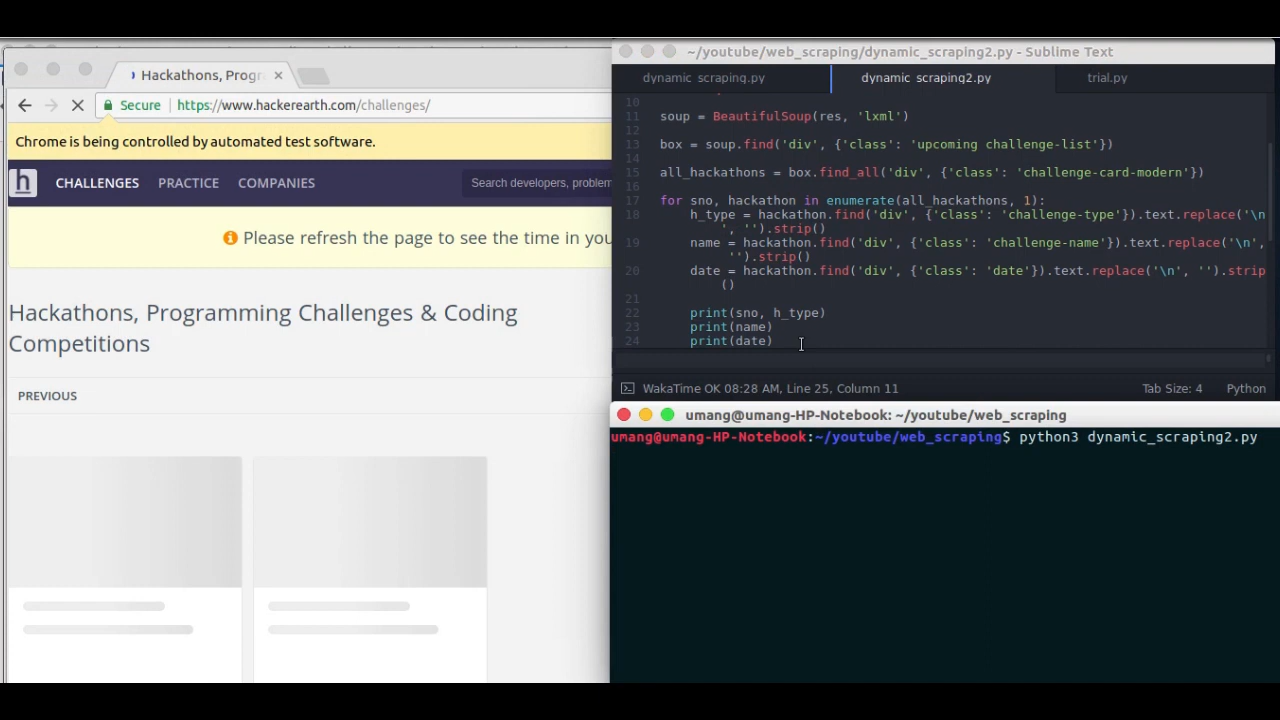 Hackathons, Progr
Secure
https://www.hackerearth.com/challenges/
Chrome is being controlled by automated test software.
h
CHALLENGES
PRACTICE
COMPANIES
Search developers, problem
Please refresh the page to see the time in you
Hackathons, Programming Challenges & Coding
Competitions
PREVIOUS
~/youtube/web_scraping/dynamic_scraping2.py - Sublime Text
dynamic scraping.py
dynamic scraping2.py
trial.py
10
11 soup = BeautifulSoup(res, 'lxml')
12
13 box = soup.find('div', {'class': 'upcoming challenge-list'})
14
15 all_hackathons = box.find_all('div', {'class': 'challenge-card-modern'})
16
17 for sno, hackathon in enumerate(all_hackathons, 1):
18 h_type = hackathon.find('div', {'class': 'challenge-type'}).text.replace('\n
', '').strip()
19 name = hackathon.find('div', {'class': 'challenge-name'}).text.replace('\n',
'').strip()
20 date = hackathon.find('div', {'class': 'date'}).text.replace('\n', '').strip
()
21
22 print(sno, h_type)
23 print(name)
24 print(date)
WakaTime OK 08:28 AM, Line 25, Column 11
Tab Size: 4
Python
umang@umang-HP-Notebook: ~/youtube/web_scraping
umang@umang-HP-Notebook:~/youtube/web_scraping$ python3 dynamic_scraping2.py